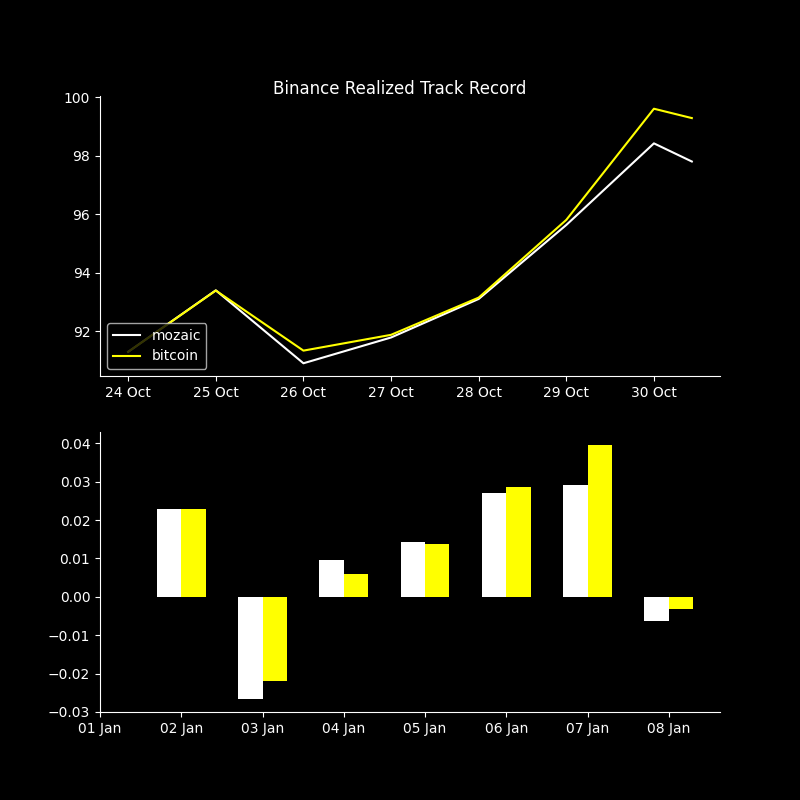 Binance Realized Track Record
100
98
96
94
92
mozaic
bitcoin
24 Oct 25 Oct 26 Oct 27 Oct 28 Oct 29 Oct 30 Oct
0.04
0.03
0.02
0.01
0.00
−0.01
−0.02
−0.03
01 Jan 02 Jan 03 Jan 04 Jan 05 Jan 06 Jan 07 Jan 08 Jan